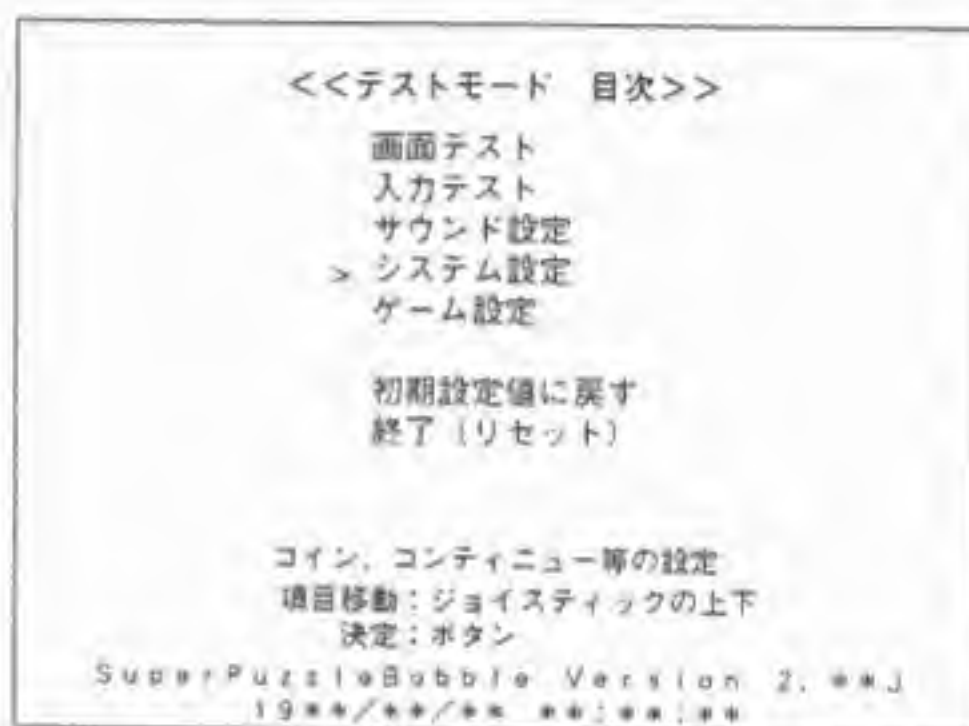 <<テストモード　目次>>
画面テスト
入力テスト
サウンド設定
> システム設定
ゲーム設定
初期設定値に戻す
終了（リセット）
コイン，コンティニュー等の設定
項目移動：ジョイスティックの上下
決定：ボタン
SuperPuzzleBobble Version 2.**J
19**/**/** **:**:**